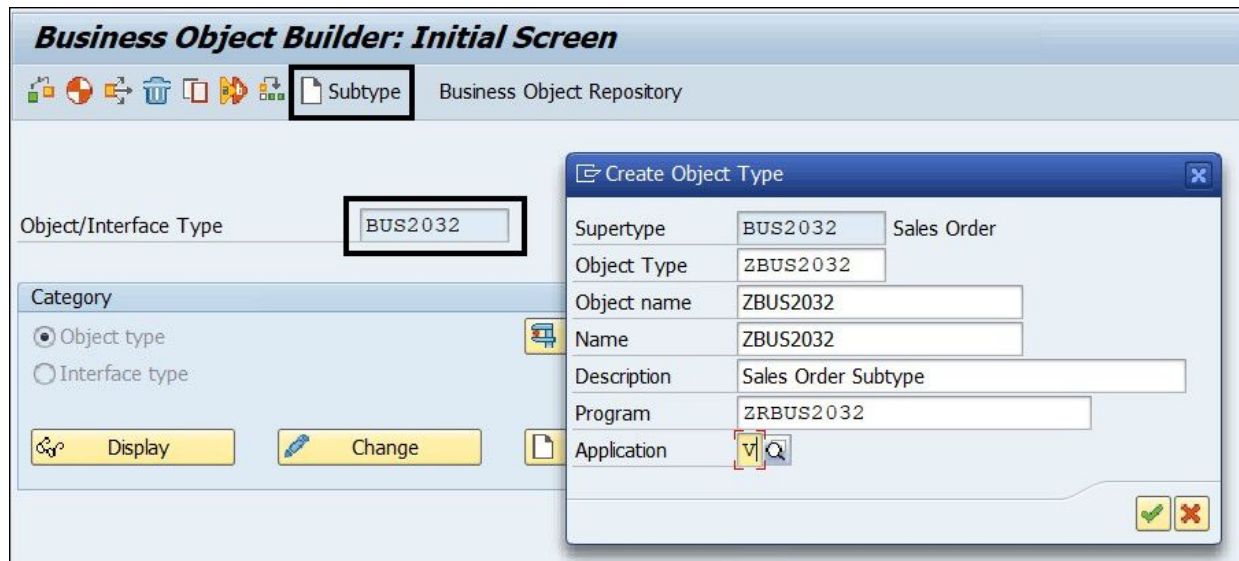 Business Object Builder: Initial Screen
Subtype Business Object Repository
Create Object Type
Object/Interface Type BUS2032
Supertype BUS2032 Sales Order
Object Type ZBUS2032
Category
Object name ZBUS2032
Object type
Name ZBUS2032
Interface type
Description Sales Order Subtype
Program ZRBUS2032
Display Change
Application V